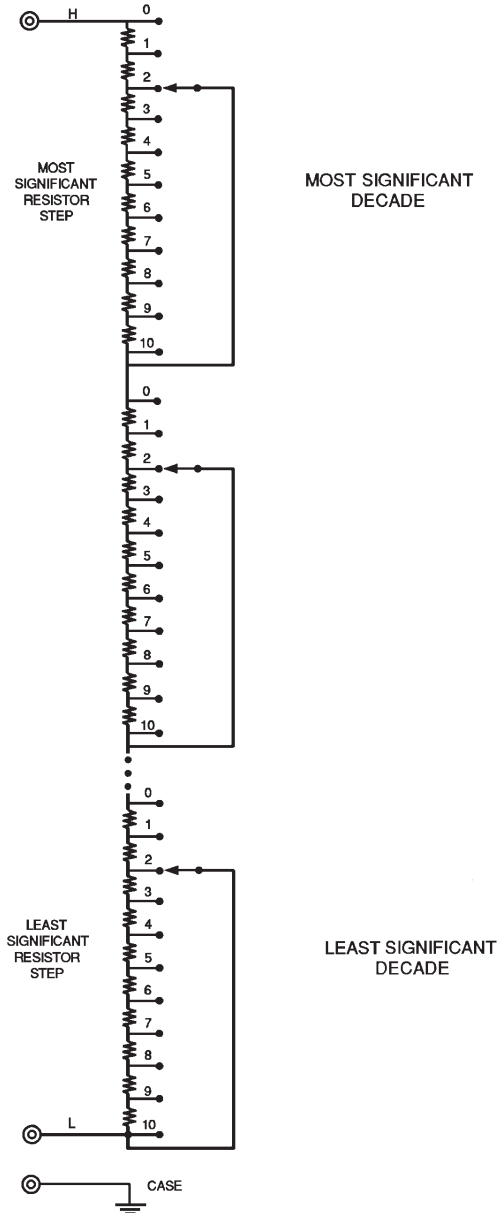 H
0
1
2
3
4
5
6
7
8
9
10
MOST
SIGNIFICANT
RESISTOR
STEP
MOST SIGNIFICANT
DECADE
0
1
2
3
4
5
6
7
8
9
10
0
1
2
3
4
5
6
7
8
9
10
LEAST
SIGNIFICANT
RESISTOR
STEP
LEAST SIGNIFICANT
DECADE
L
CASE